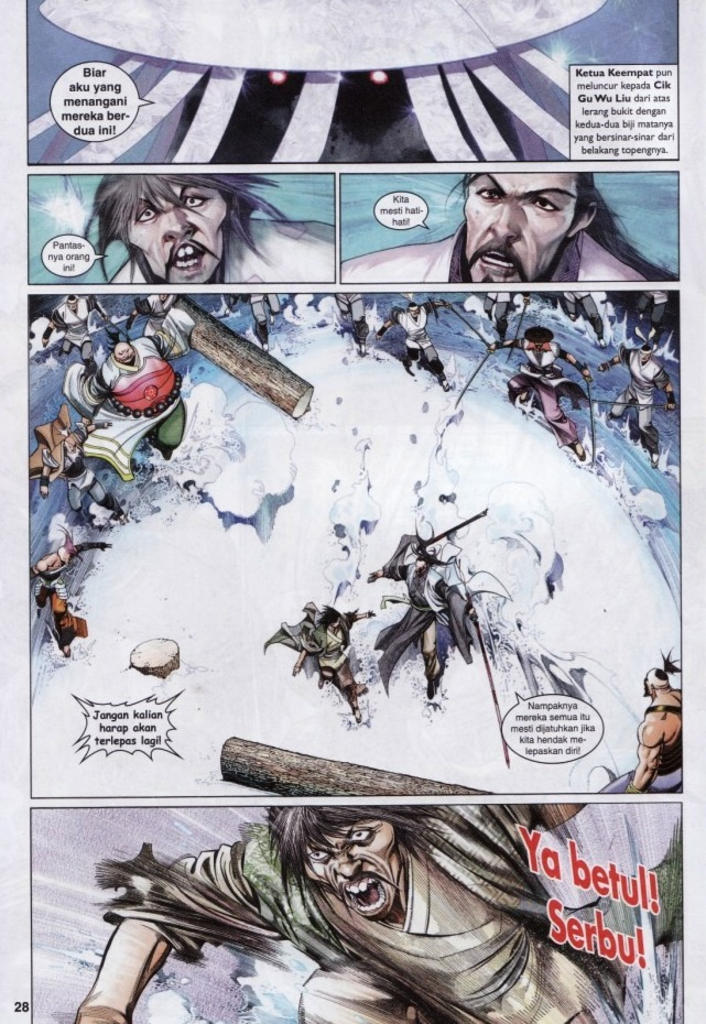 Biar
aku yang
menangani
mereka ber-
dua ini!
Ketua Keempat pun
meluncur kepada Cik
Gu Wu Liu dari atas
lerang bukit dengan
kedua-dua biji matanya
yang bersinar-sinar dari
belakang topengnya.
Pantas-
nya orang
ini!
Kita
mesti hati-
hati!
Jangan kalian
harap akan
terlepas lagi!
Nampaknya
mereka semua itu
mesti dijatuhkan jika
kita hendak me-
lepaskan diri!
Ya betul!
Serbu!
28